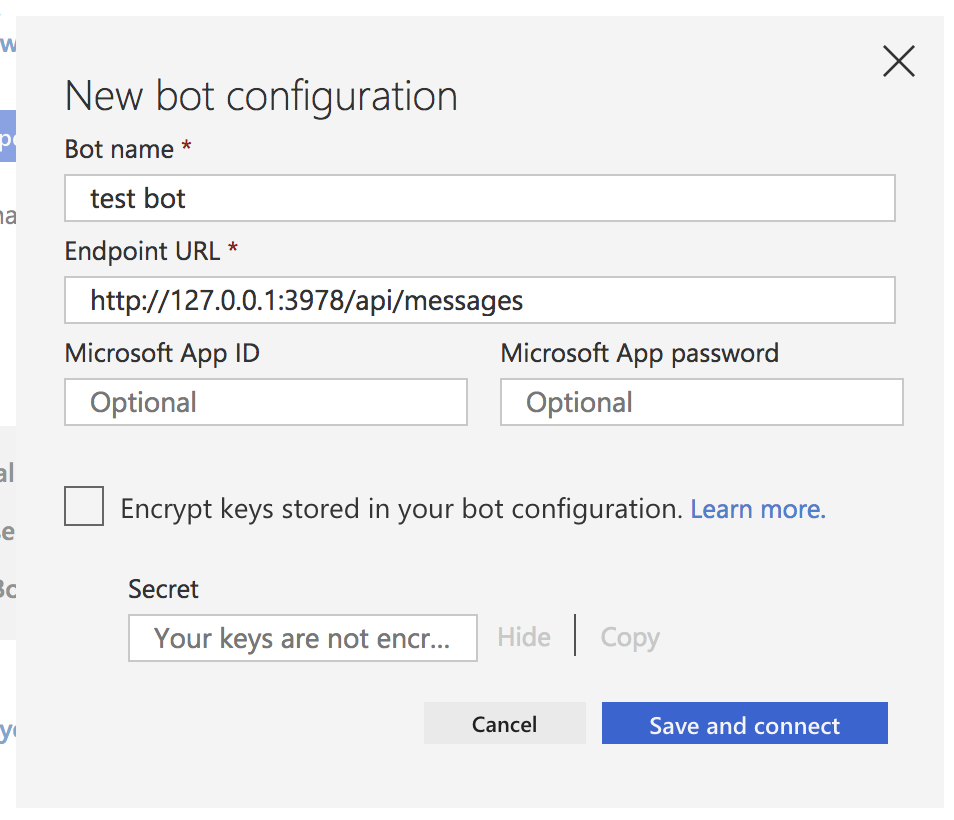 New bot configuration
Bot name *
test bot
Endpoint URL *
http://127.0.0.1:3978/api/messages
Microsoft App ID Microsoft App password
Optional Optional
Encrypt keys stored in your bot configuration. Learn more.
Secret
Your keys are not encr... Hide | Copy
Cancel Save and connect